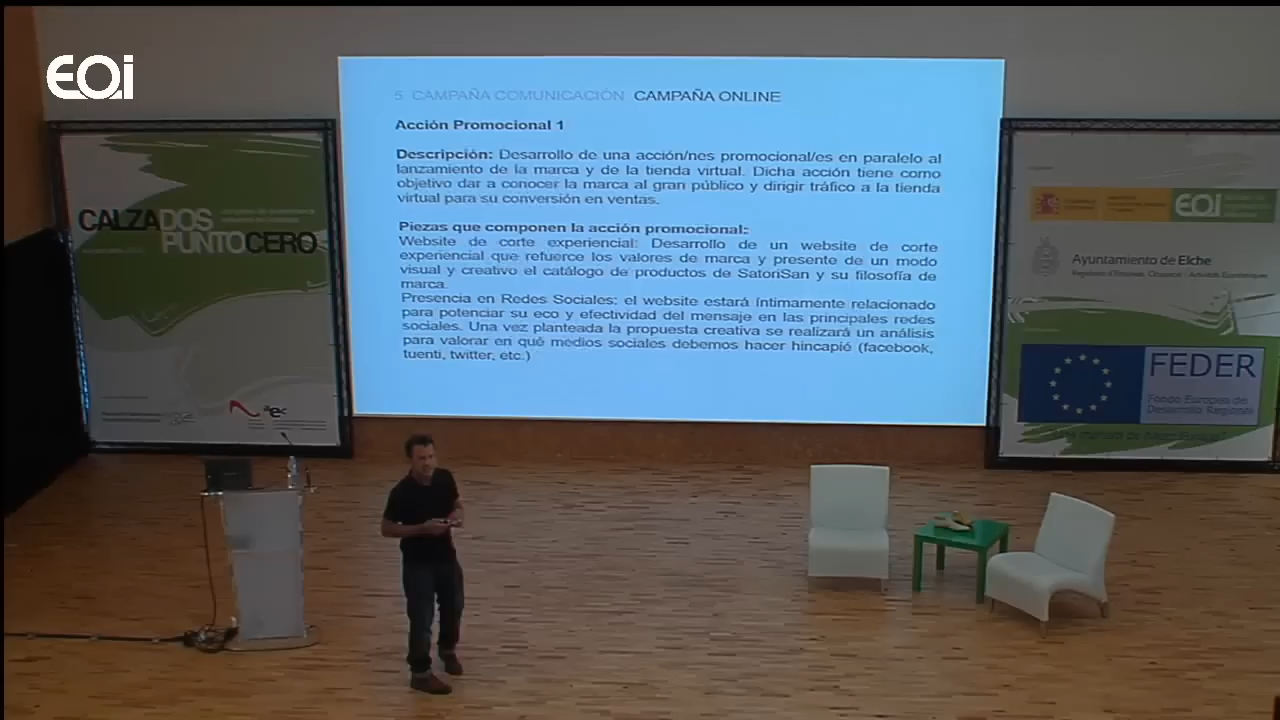 EOi
5 CAMPAÑA COMUNICACIÓN CAMPAÑA ONLINE
Acción Promocional 1
Descripción: Desarrollo de una acción/nes promocional/es en paralelo al
lanzamiento de la marca y de la tienda virtual. Dicha acción tiene como
objetivo dar a conocer la marca al gran público y dirigir tráfico a la tienda
virtual para su conversión en ventas.
Piezas que componen la acción promocional:
Website de corte experiencial: Desarrollo de un website de corte
experiencial que refuerce los valores de marca y presente de un modo
visual y creativo el catálogo de productos de SatoriSan y su filosofía de
marca.
Presencia en Redes Sociales: el website estará íntimamente relacionado
para potenciar su eco y efectividad del mensaje en las principales redes
sociales. Una vez planteada la propuesta creativa se realizará un análisis
para valorar en qué medios sociales debemos hacer hincapié (facebook,
tuenti, twitter, etc.)
CALZADOS
PUNTOCERO
EOi
Ayuntamiento de Elche
FEDER
Fondo Europeo de
Desarrollo Regional